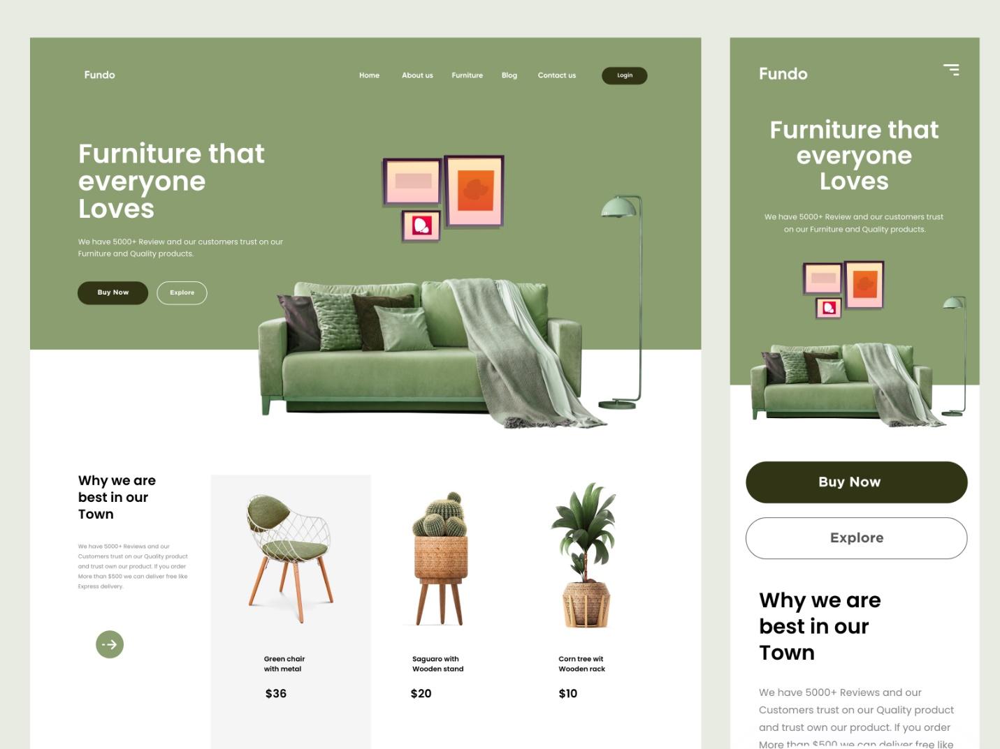 Fundo
Home
About us
Furniture
Blog
Contact us
Login
Furniture that
everyone
Loves
We have 5000+ Review and our customers trust on our
Furniture and Quality products.
Buy Now
Explore
Why we are
best in our
Town
We have 5000+ Reviews and our
Customers trust on our Quality product
and trust own our product. If you order
More than $500 we can deliver free like
Express delivery.
Green chair
with metal
$36
Saguaro with
Wooden stand
$20
Corn tree wit
Wooden rack
$10
Fundo
Furniture that
everyone
Loves
We have 5000+ Review and our customers trust
on our Furniture and Quality products.
Buy Now
Explore
Why we are
best in our
Town
We have 5000+ Reviews and our
Customers trust on our Quality product
and trust own our product. If you order
More than $500 we can deliver free like